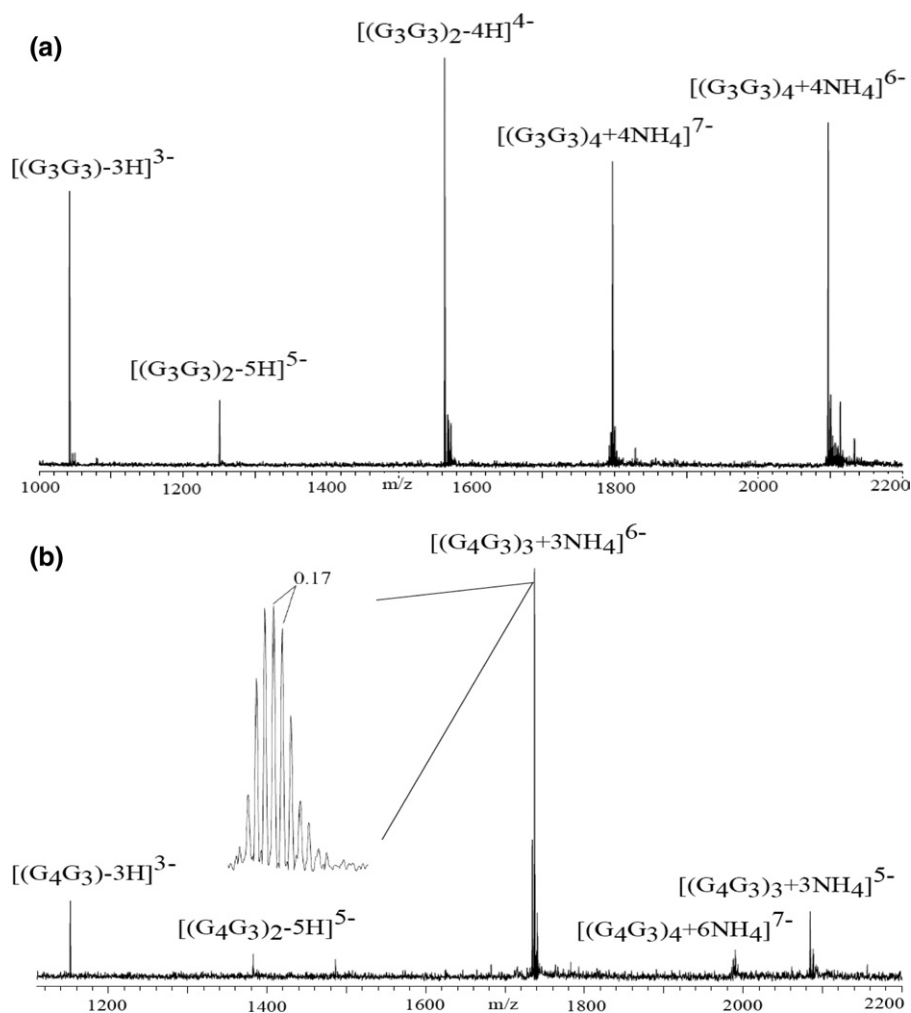 (a)
[(G3G3)2-4H]4-
[(G3G3)4+4NH4]6-
[(G3G3)4+4NH4]7-
[(G3G3)-3H]3-
[(G3G3)2-5H]5-
1000 1200 1400 m/z 1600 1800 2000 2200
(b)
[(G4G3)3+3NH4]6-
0.17
[(G4G3)-3H]3-
[(G4G3)3+3NH4]5-
[(G4G3)2-5H]5-
[(G4G3)4+6NH4]7-
1200 1400 1600 m/z 1800 2000 2200